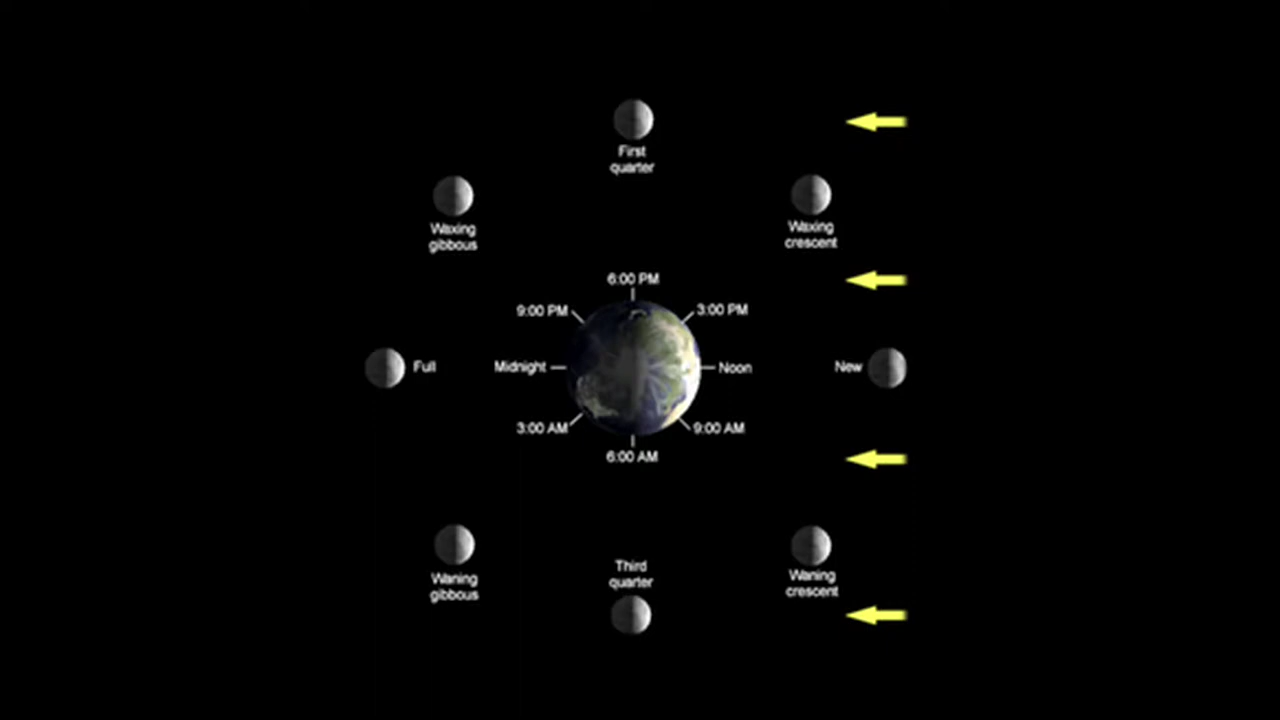 First
quarter
Waxing
gibbous
Waxing
crescent
6:00 PM
9:00 PM
3:00 PM
Full
Midnight
Noon
New
3:00 AM
9:00 AM
6:00 AM
Third
quarter
Waning
gibbous
Waning
crescent